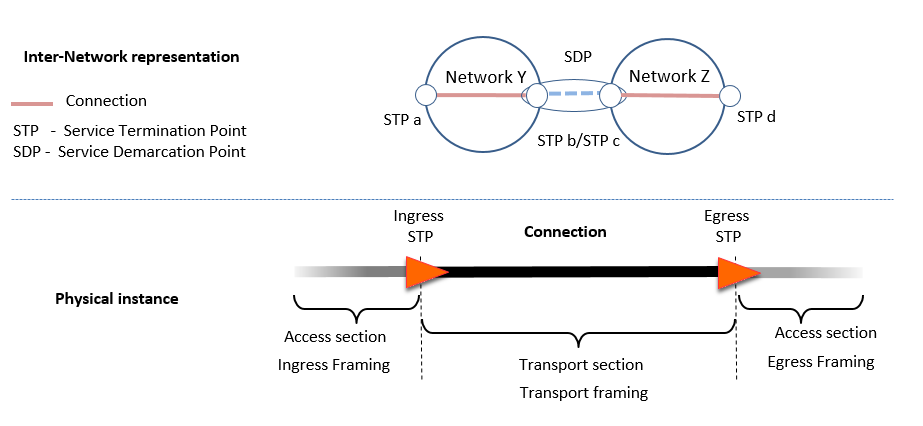 Inter-Network representation
Connection
STP - Service Termination Point
SDP - Service Demarcation Point
SDP
Network Y
Network Z
STP a
STP d
STP b/STP c
Ingress
STP
Connection
Egress
STP
Physical instance
Access section
Ingress Framing
Transport section
Transport framing
Access section
Egress Framing